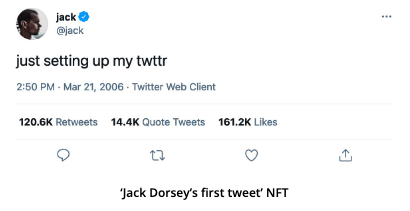 jack
@jack
just setting up my twttr
2:50 PM · Mar 21, 2006 · Twitter Web Client
120.6K Retweets 14.4K Quote Tweets 161.2K Likes
‘Jack Dorsey’s first tweet’ NFT